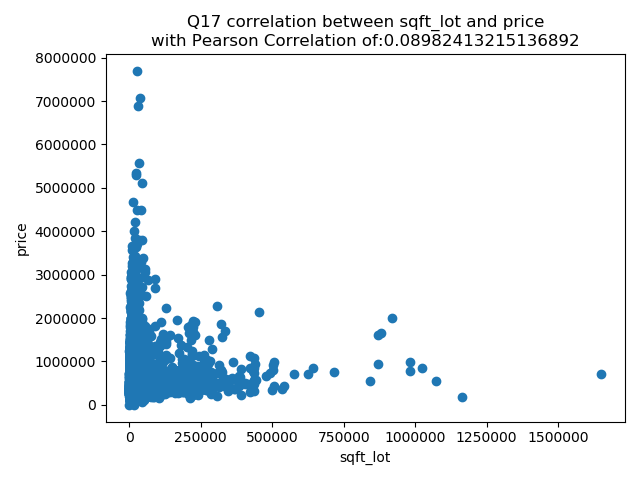 Q17 correlation between sqft_lot and price
with Pearson Correlation of:0.08982413215136892
8000000
7000000
6000000
5000000
4000000
3000000
2000000
1000000
0
price
0 250000 500000 750000 1000000 1250000 1500000
sqft_lot